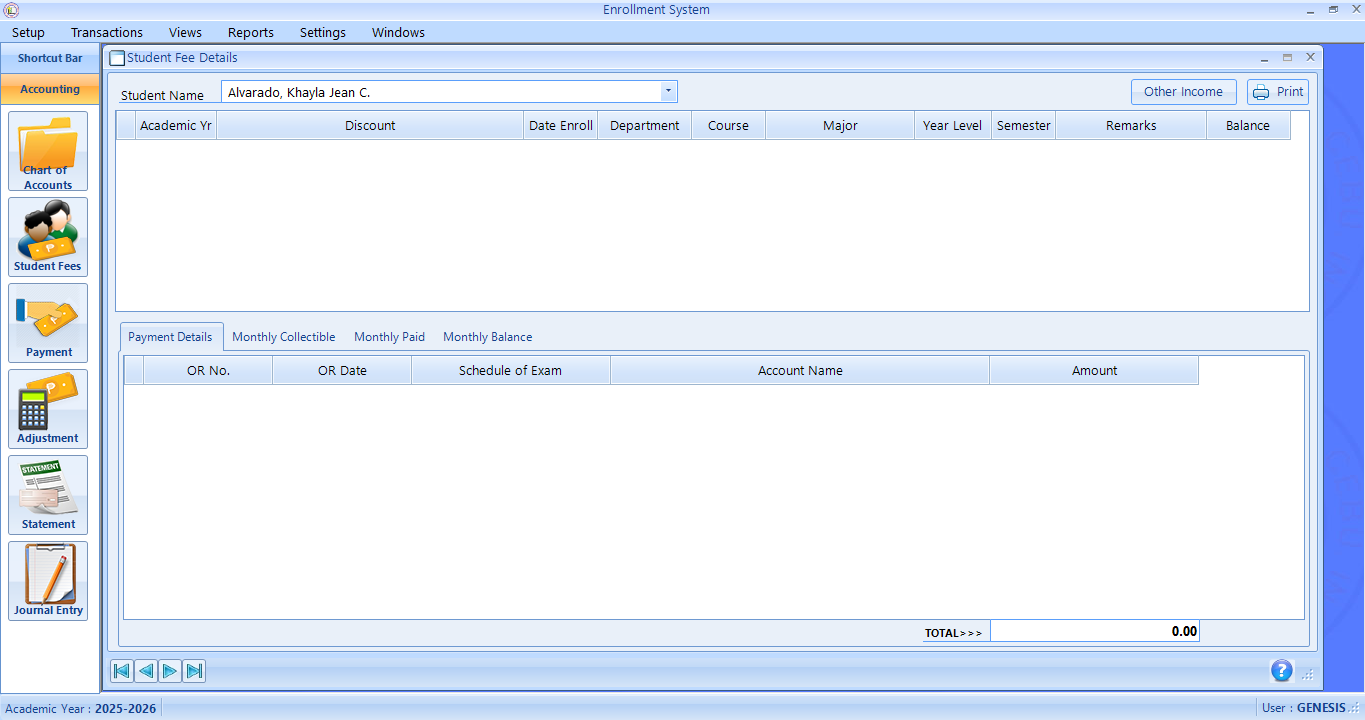 Enrollment System
Setup Transactions Views Reports Settings Windows
Shortcut Bar
Accounting
Chart of
Accounts
Student Fees
Payment
Adjustment
STATEMENT
Statement
Journal Entry
Student Fee Details
Student Name Alvarado, Khayla Jean C. Other Income Print
Academic Yr Discount Date Enroll Department Course Major Year Level Semester Remarks Balance
Payment Details Monthly Collectible Monthly Paid Monthly Balance
OR No. OR Date Schedule of Exam Account Name Amount
TOTAL>>> 0.00
Academic Year : 2025-2026 User : GENESIS